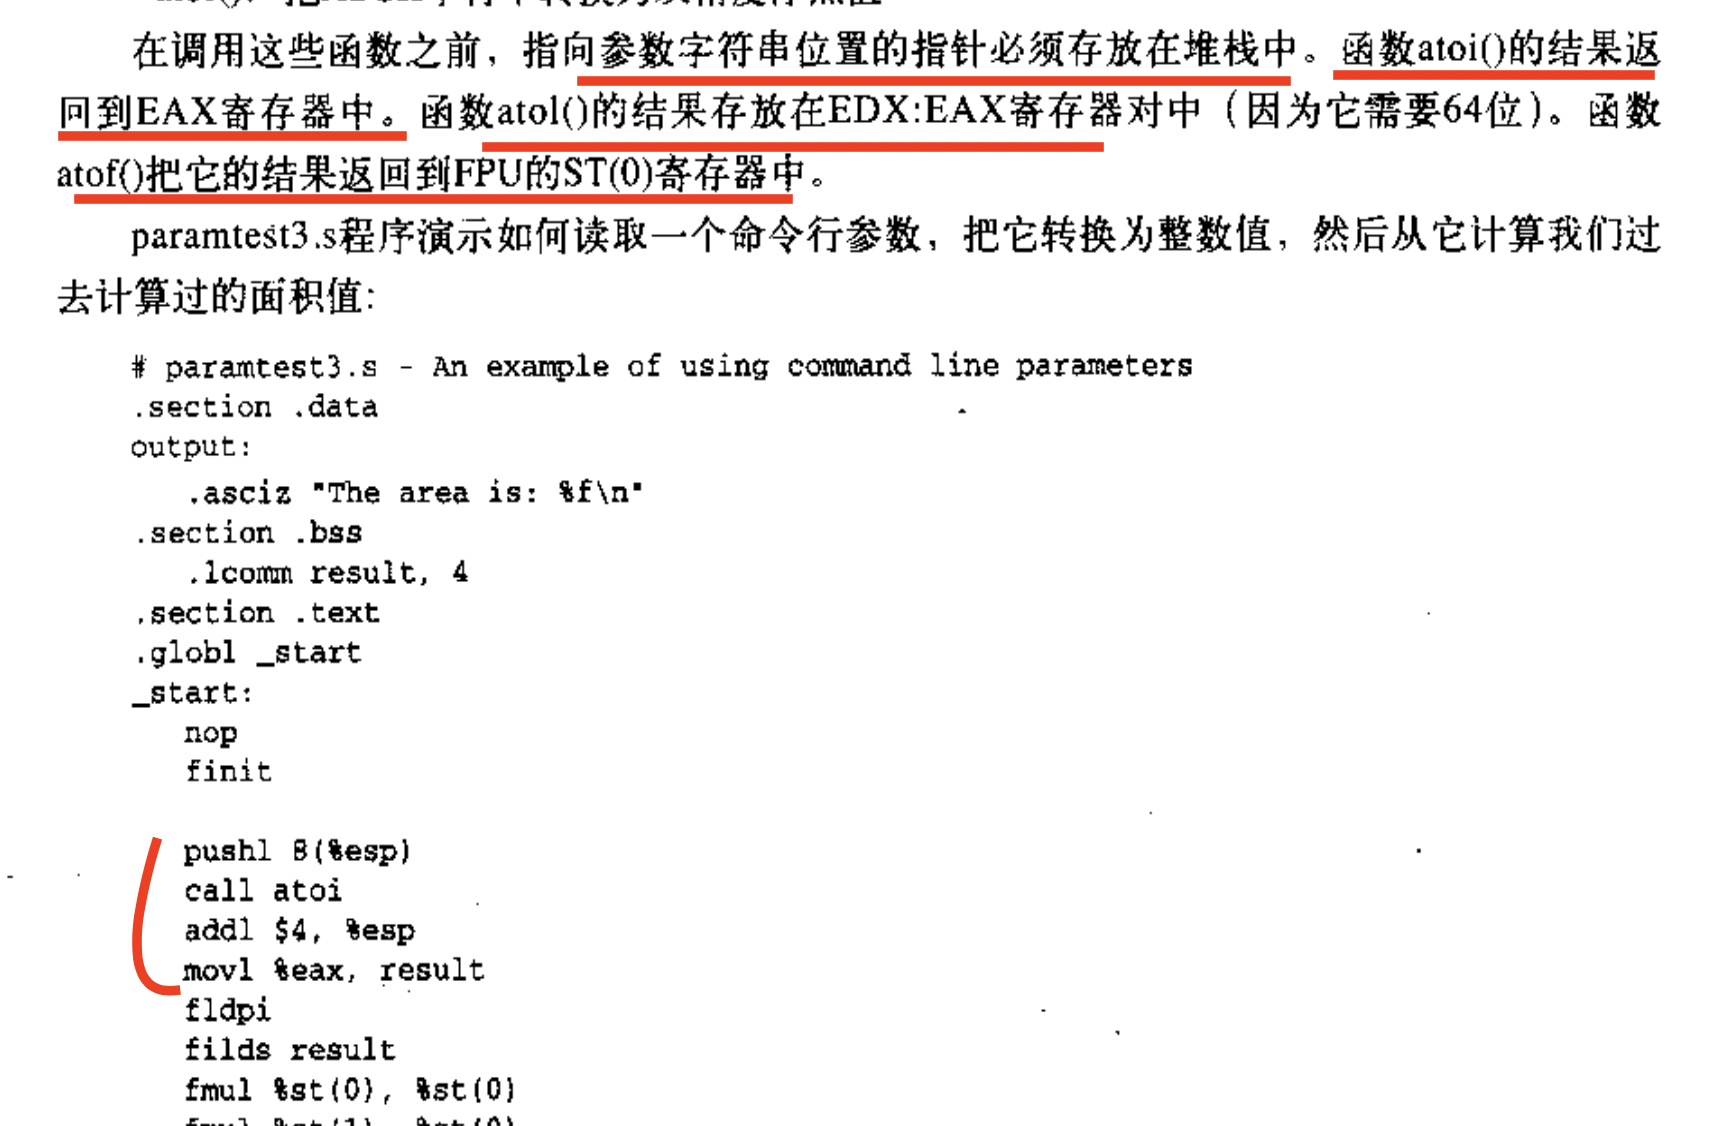 在调用这些函数之前，指向参数字符串位置的指针必须存放在堆栈中。函数atoi()的结果返
回到EAX寄存器中。函数atol()的结果存放在EDX:EAX寄存器对中（因为它需要64位）。函数
atof()把它的结果返回到FPU的ST(0)寄存器中。
paramtest3.s程序演示如何读取一个命令行参数，把它转换为整数值，然后从它计算我们过
去计算过的面积值:
# paramtest3.s - An example of using command line parameters
.section .data
output:
.asciz "The area is: %f\n"
.section .bss
.lcomm result, 4
.section .text
.globl _start
_start:
nop
finit
pushl 8(%esp)
call atoi
addl $4, %esp
movl %eax, result
fldpi
filds result
fmul %st(0), %st(0)